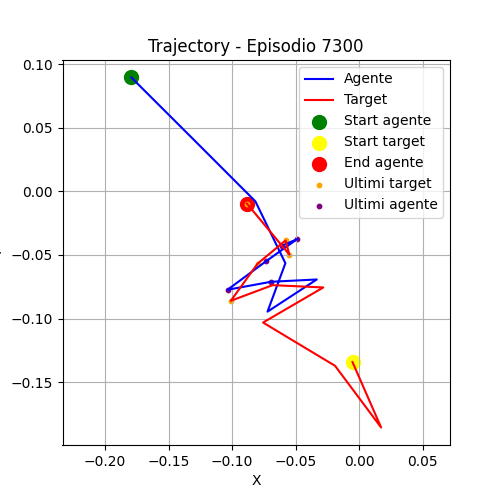 Trajectory - Episodio 7300
Agente
Target
Start agente
Start target
End agente
Ultimi target
Ultimi agente
0.10
0.05
0.00
−0.05
−0.10
−0.15
−0.20
−0.15
−0.10
−0.05
0.00
0.05
X